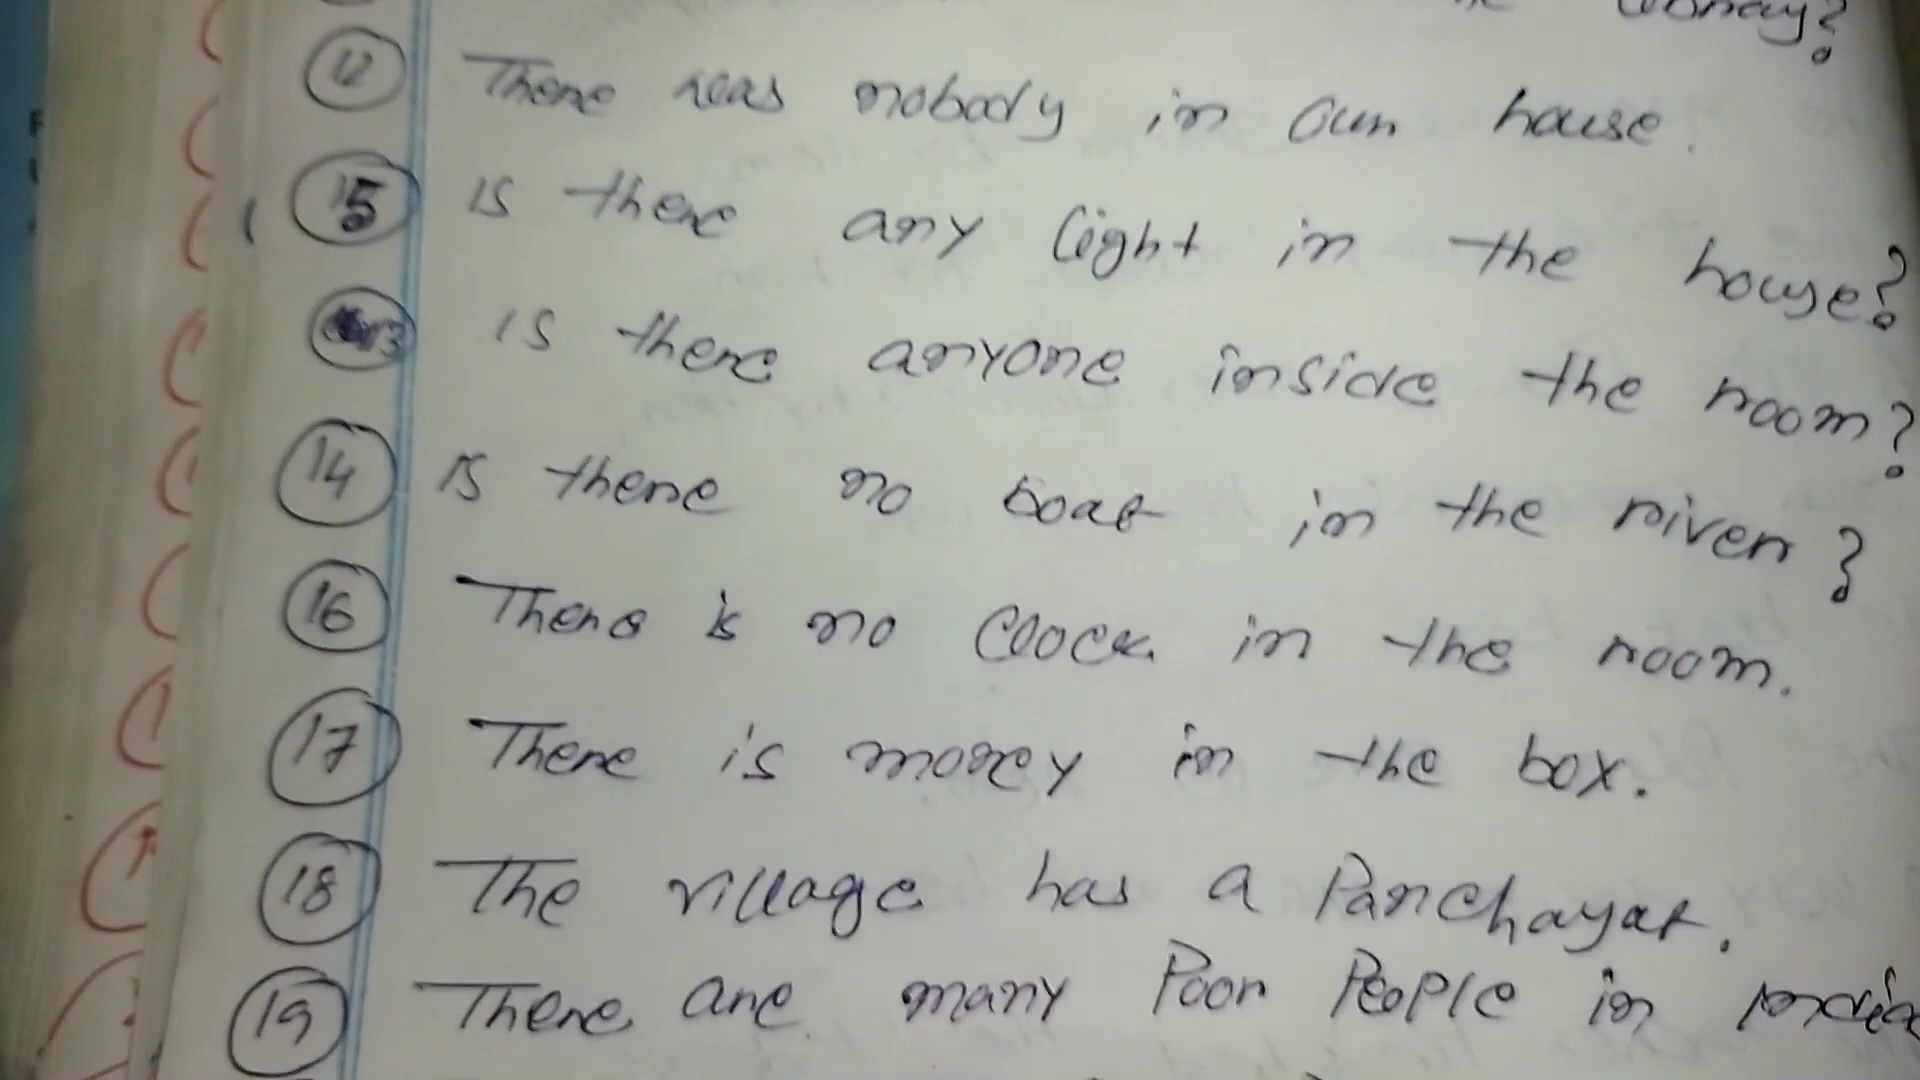 12 There was nobody in our house.
15 is there any light in the house?
13 is there anyone inside the room?
14 is there no boat in the river?
16 There is no clock in the room.
17 There is money in the box.
18 The village has a Panchayat.
19 There are many Poor People in India